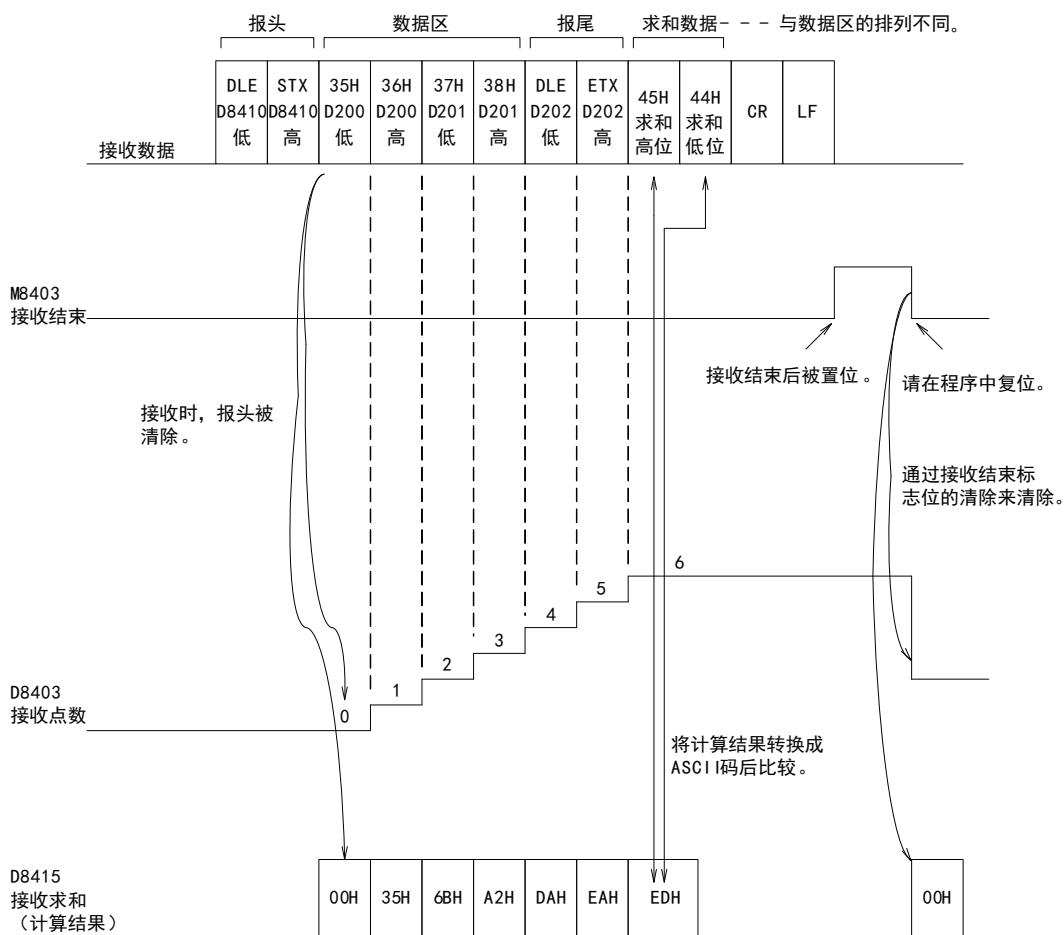 报头 数据区 报尾 求和数据- - - 与数据区的排列不同。
DLE STX 35H 36H 37H 38H DLE ETX 45H 44H CR LF
D8410 D8410 D200 D200 D201 D201 D202 D202 求和 求和
低 高 低 高 低 高 低 高 高位 低位
接收数据
M8403
接收结束
接收结束后被置位。
请在程序中复位。
接收时，报头被
清除。
通过接收结束标
志位的清除来清除。
6
5
4
3
2
1
0
D8403
接收点数
将计算结果转换成
ASCII码后比较。
D8415
接收求和
（计算结果）
00H 35H 6BH A2H DAH EAH EDH 00H